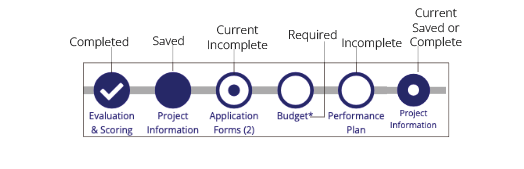 Completed
Saved
Current
Incomplete
Required
Incomplete
Current
Saved or
Complete
Evaluation
& Scoring
Project
Information
Application
Forms (2)
Budget*
Performance
Plan
Project
Information